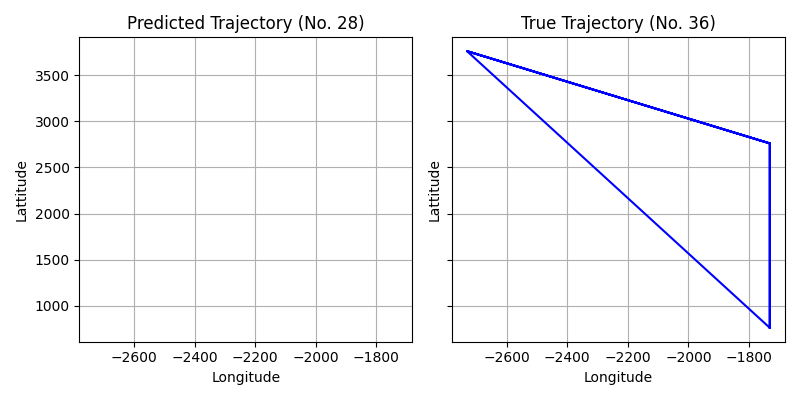 Predicted Trajectory (No. 28)
Lattitude
3500
3000
2500
2000
1500
1000
−2600 −2400 −2200 −2000 −1800
Longitude
True Trajectory (No. 36)
Lattitude
−2600 −2400 −2200 −2000 −1800
Longitude